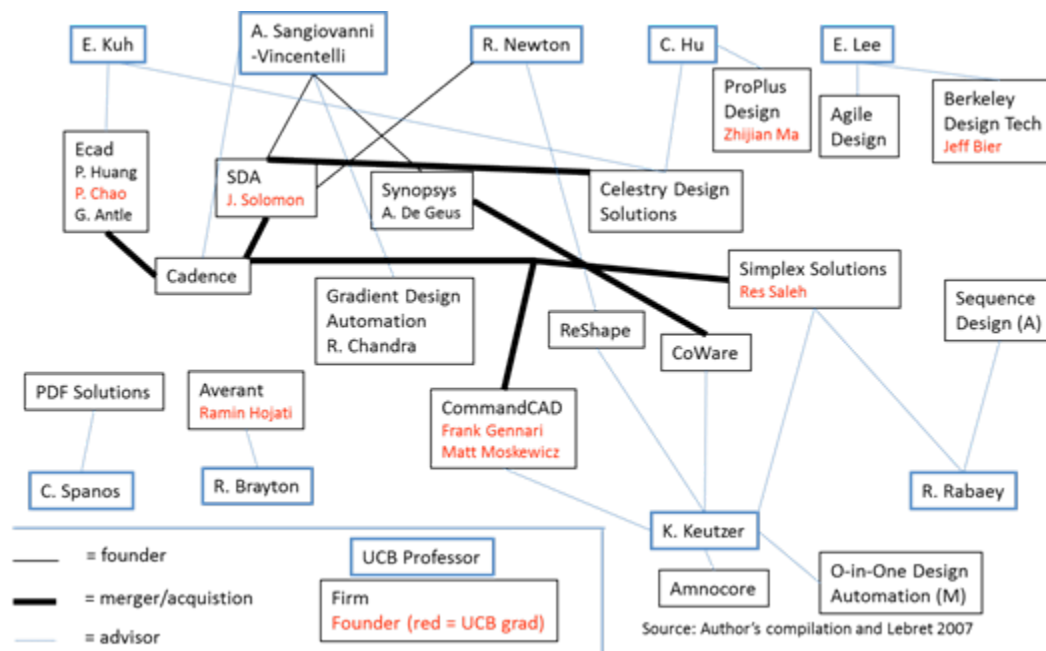 E. Kuh
A. Sangiovanni
-Vincentelli
R. Newton
C. Hu
E. Lee
ProPlus
Design
Zhijian Ma
Agile
Design
Berkeley
Design Tech
Jeff Bier
Ecad
P. Huang
P. Chao
G. Antle
SDA
J. Solomon
Synopsys
A. De Geus
Celestry Design
Solutions
Cadence
Simplex Solutions
Res Saleh
Gradient Design
Automation
R. Chandra
ReShape
CoWare
Sequence
Design (A)
PDF Solutions
Averant
Ramin Hojati
CommandCAD
Frank Gennari
Matt Moskewicz
C. Spanos
R. Brayton
K. Keutzer
R. Rabaey
Amnocore
O-in-One Design
Automation (M)
= founder
= merger/acquistion
= advisor
UCB Professor
Firm
Founder (red = UCB grad)
Source: Author's compilation and Lebret 2007